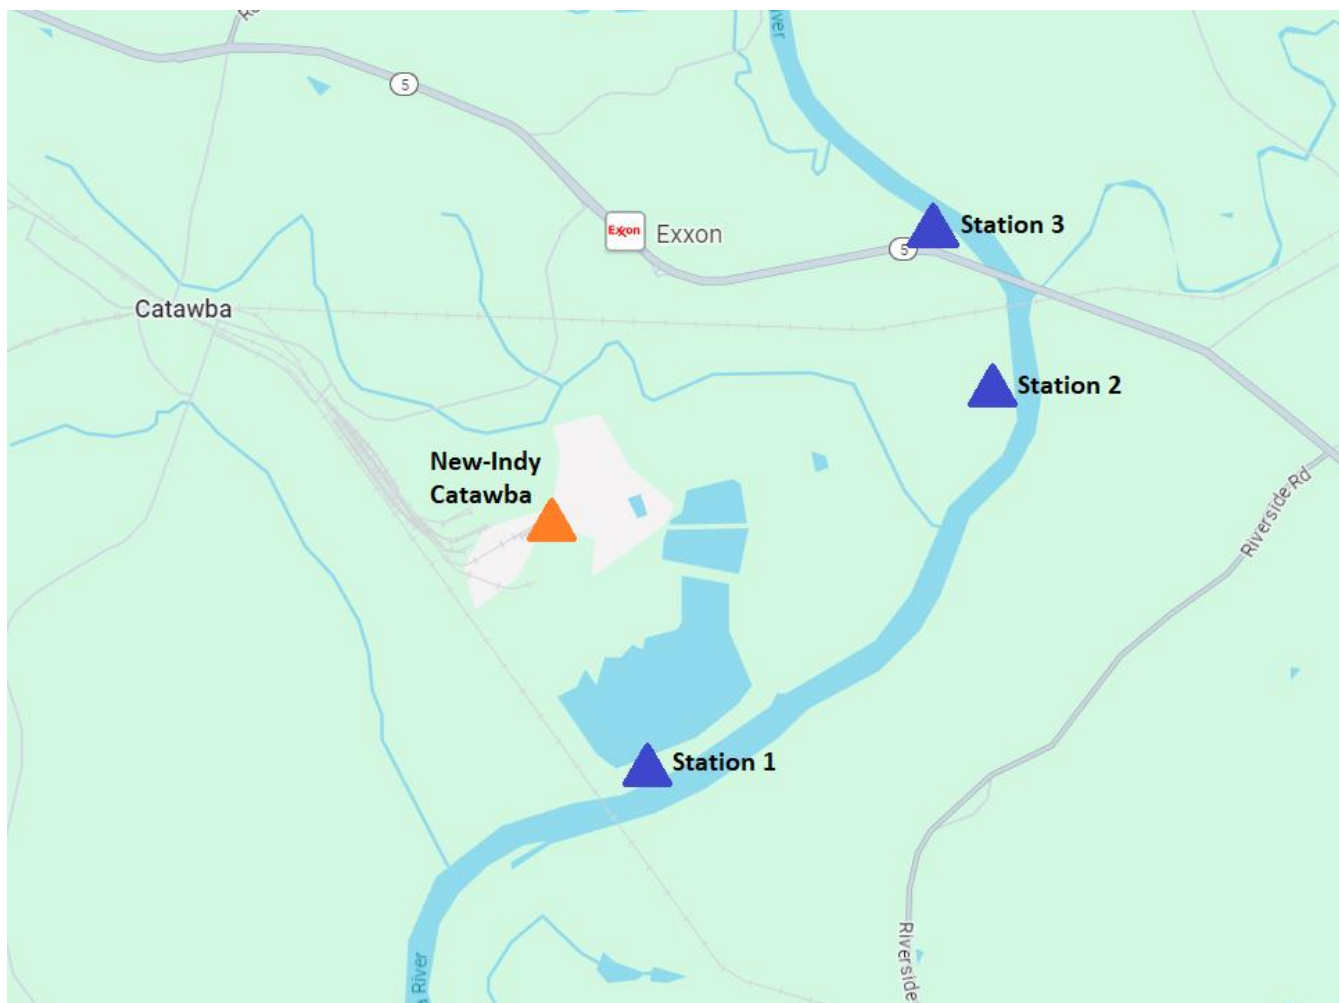 5
Exxon
Exxon
5
Station 3
Catawba
Station 2
New-Indy
Catawba
Riverside Rd
Station 1
Riverside
River